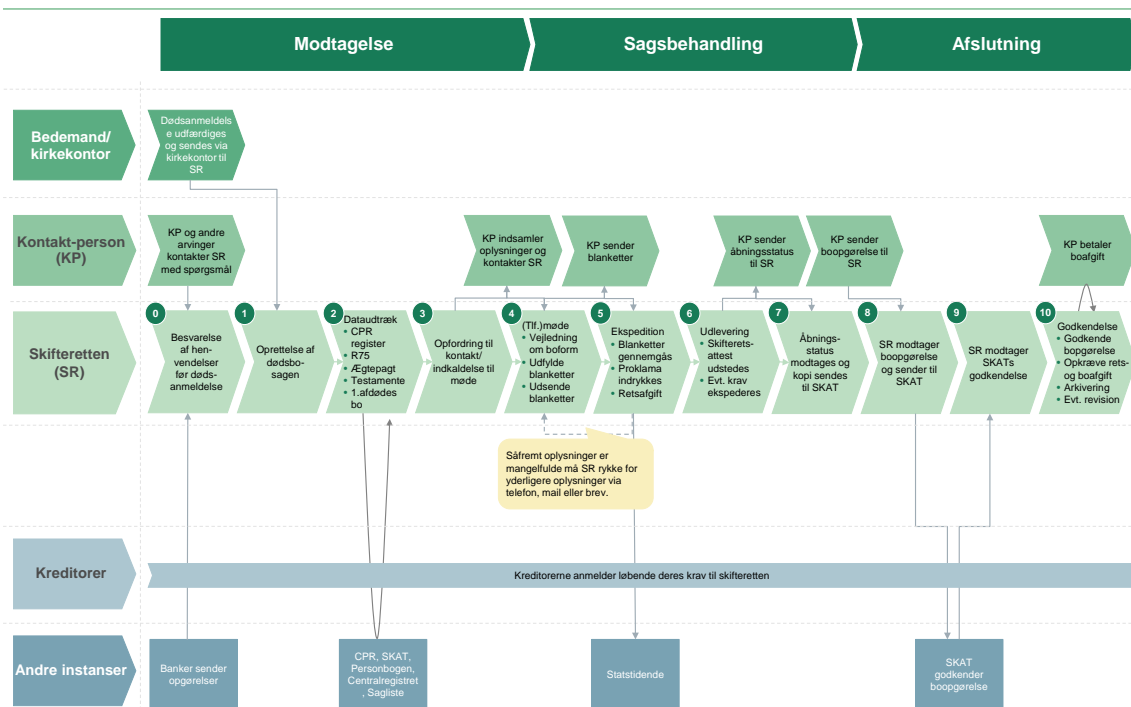 Modtagelse
Sagsbehandling
Afslutning
Bedemand/
kirkekontor
Dødsanmeldels
e udfærdiges
og sendes via
kirkekontor til
SR
Kontakt-person
(KP)
KP og andre
arvinger
kontakter SR
med spørgsmål
KP indsamler
oplysninger og
kontakter SR
KP sender
blanketter
KP sender
åbningsstatus
til SR
KP sender
boopgørelse til
SR
KP betaler
boafgift
Skifteretten
(SR)
0
Besvarelse
af hen-
vendelser
før døds-
anmeldelse
1
Oprettelse af
dødsbo-
sagen
2
Dataudtræk
• CPR
register
• R75
• Ægtepagt
• Testamente
• 1.afdødes
bo
3
Opfordring til
kontakt/
indkaldelse til
møde
4
(Tlf.)møde
• Vejledning
om boform
• Udfylde
blanketter
• Udsende
blanketter
5
Ekspedition
• Blanketter
gennemgås
• Proklama
indrykkes
• Retsafgift
6
Udlevering
• Skifterets-
attest
udstedes
• Evt. krav
ekspederes
7
Åbnings-
status
modtages og
kopi sendes
til SKAT
8
SR modtager
boopgørelse
og sender til
SKAT
9
SR modtager
SKATs
godkendelse
10
Godkendelse
• Godkende
bopgørelse
• Opkræve rets-
og boafgift
• Arkivering
• Evt. revision
Såfremt oplysninger er
mangelfulde må SR rykke for
yderligere oplysninger via
telefon, mail eller brev.
Kreditorer
Kreditorerne anmelder løbende deres krav til skifteretten
Andre instanser
Banker sender
opgørelser
CPR, SKAT,
Personbogen,
Centralregistret
, Sagliste
Statstidende
SKAT
godkender
boopgørelse